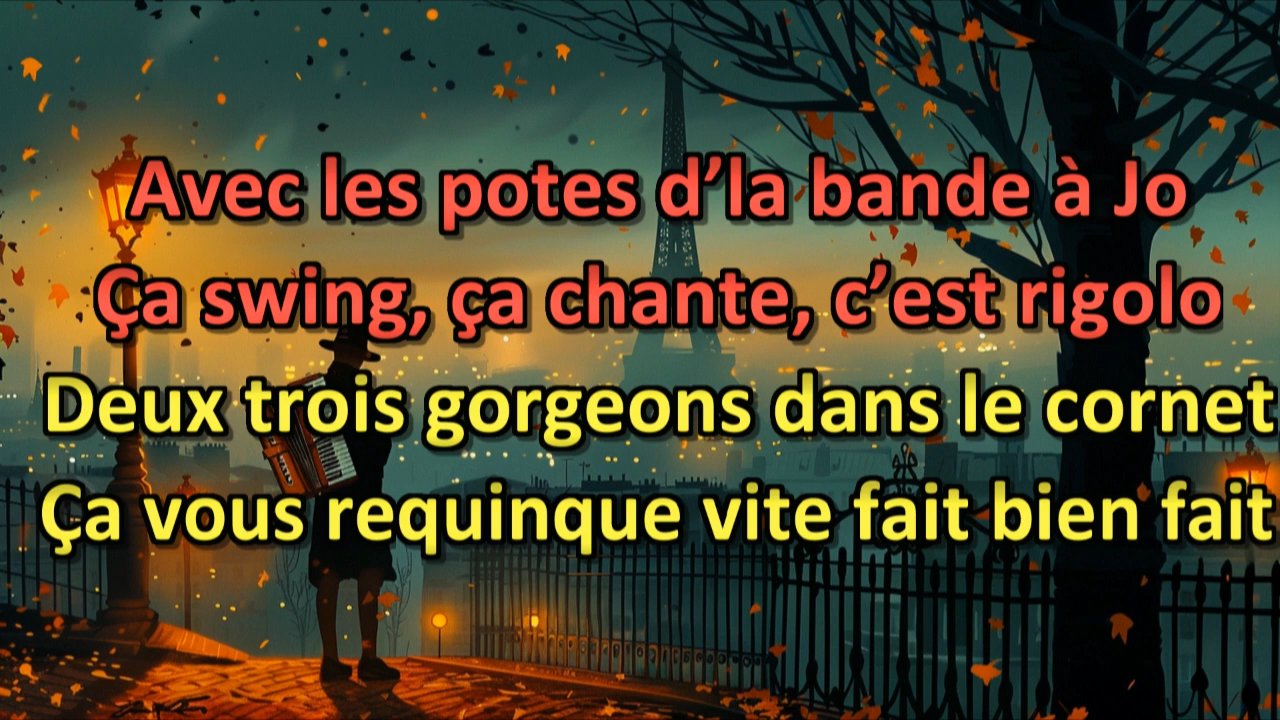 Avec les potes d’la bande à Jo
Ça swing, ça chante, c’est rigolo
Deux trois gorgeons dans le cornet
Ça vous requinque vite fait bien fait